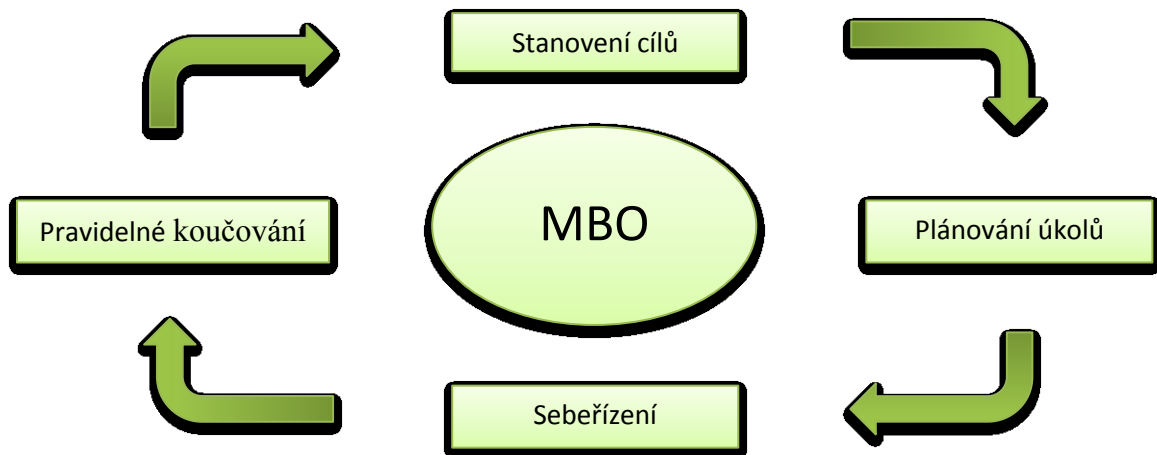 Stanovení cílů
Pravidelné koučování
MBO
Plánování úkolů
Sebeřízení